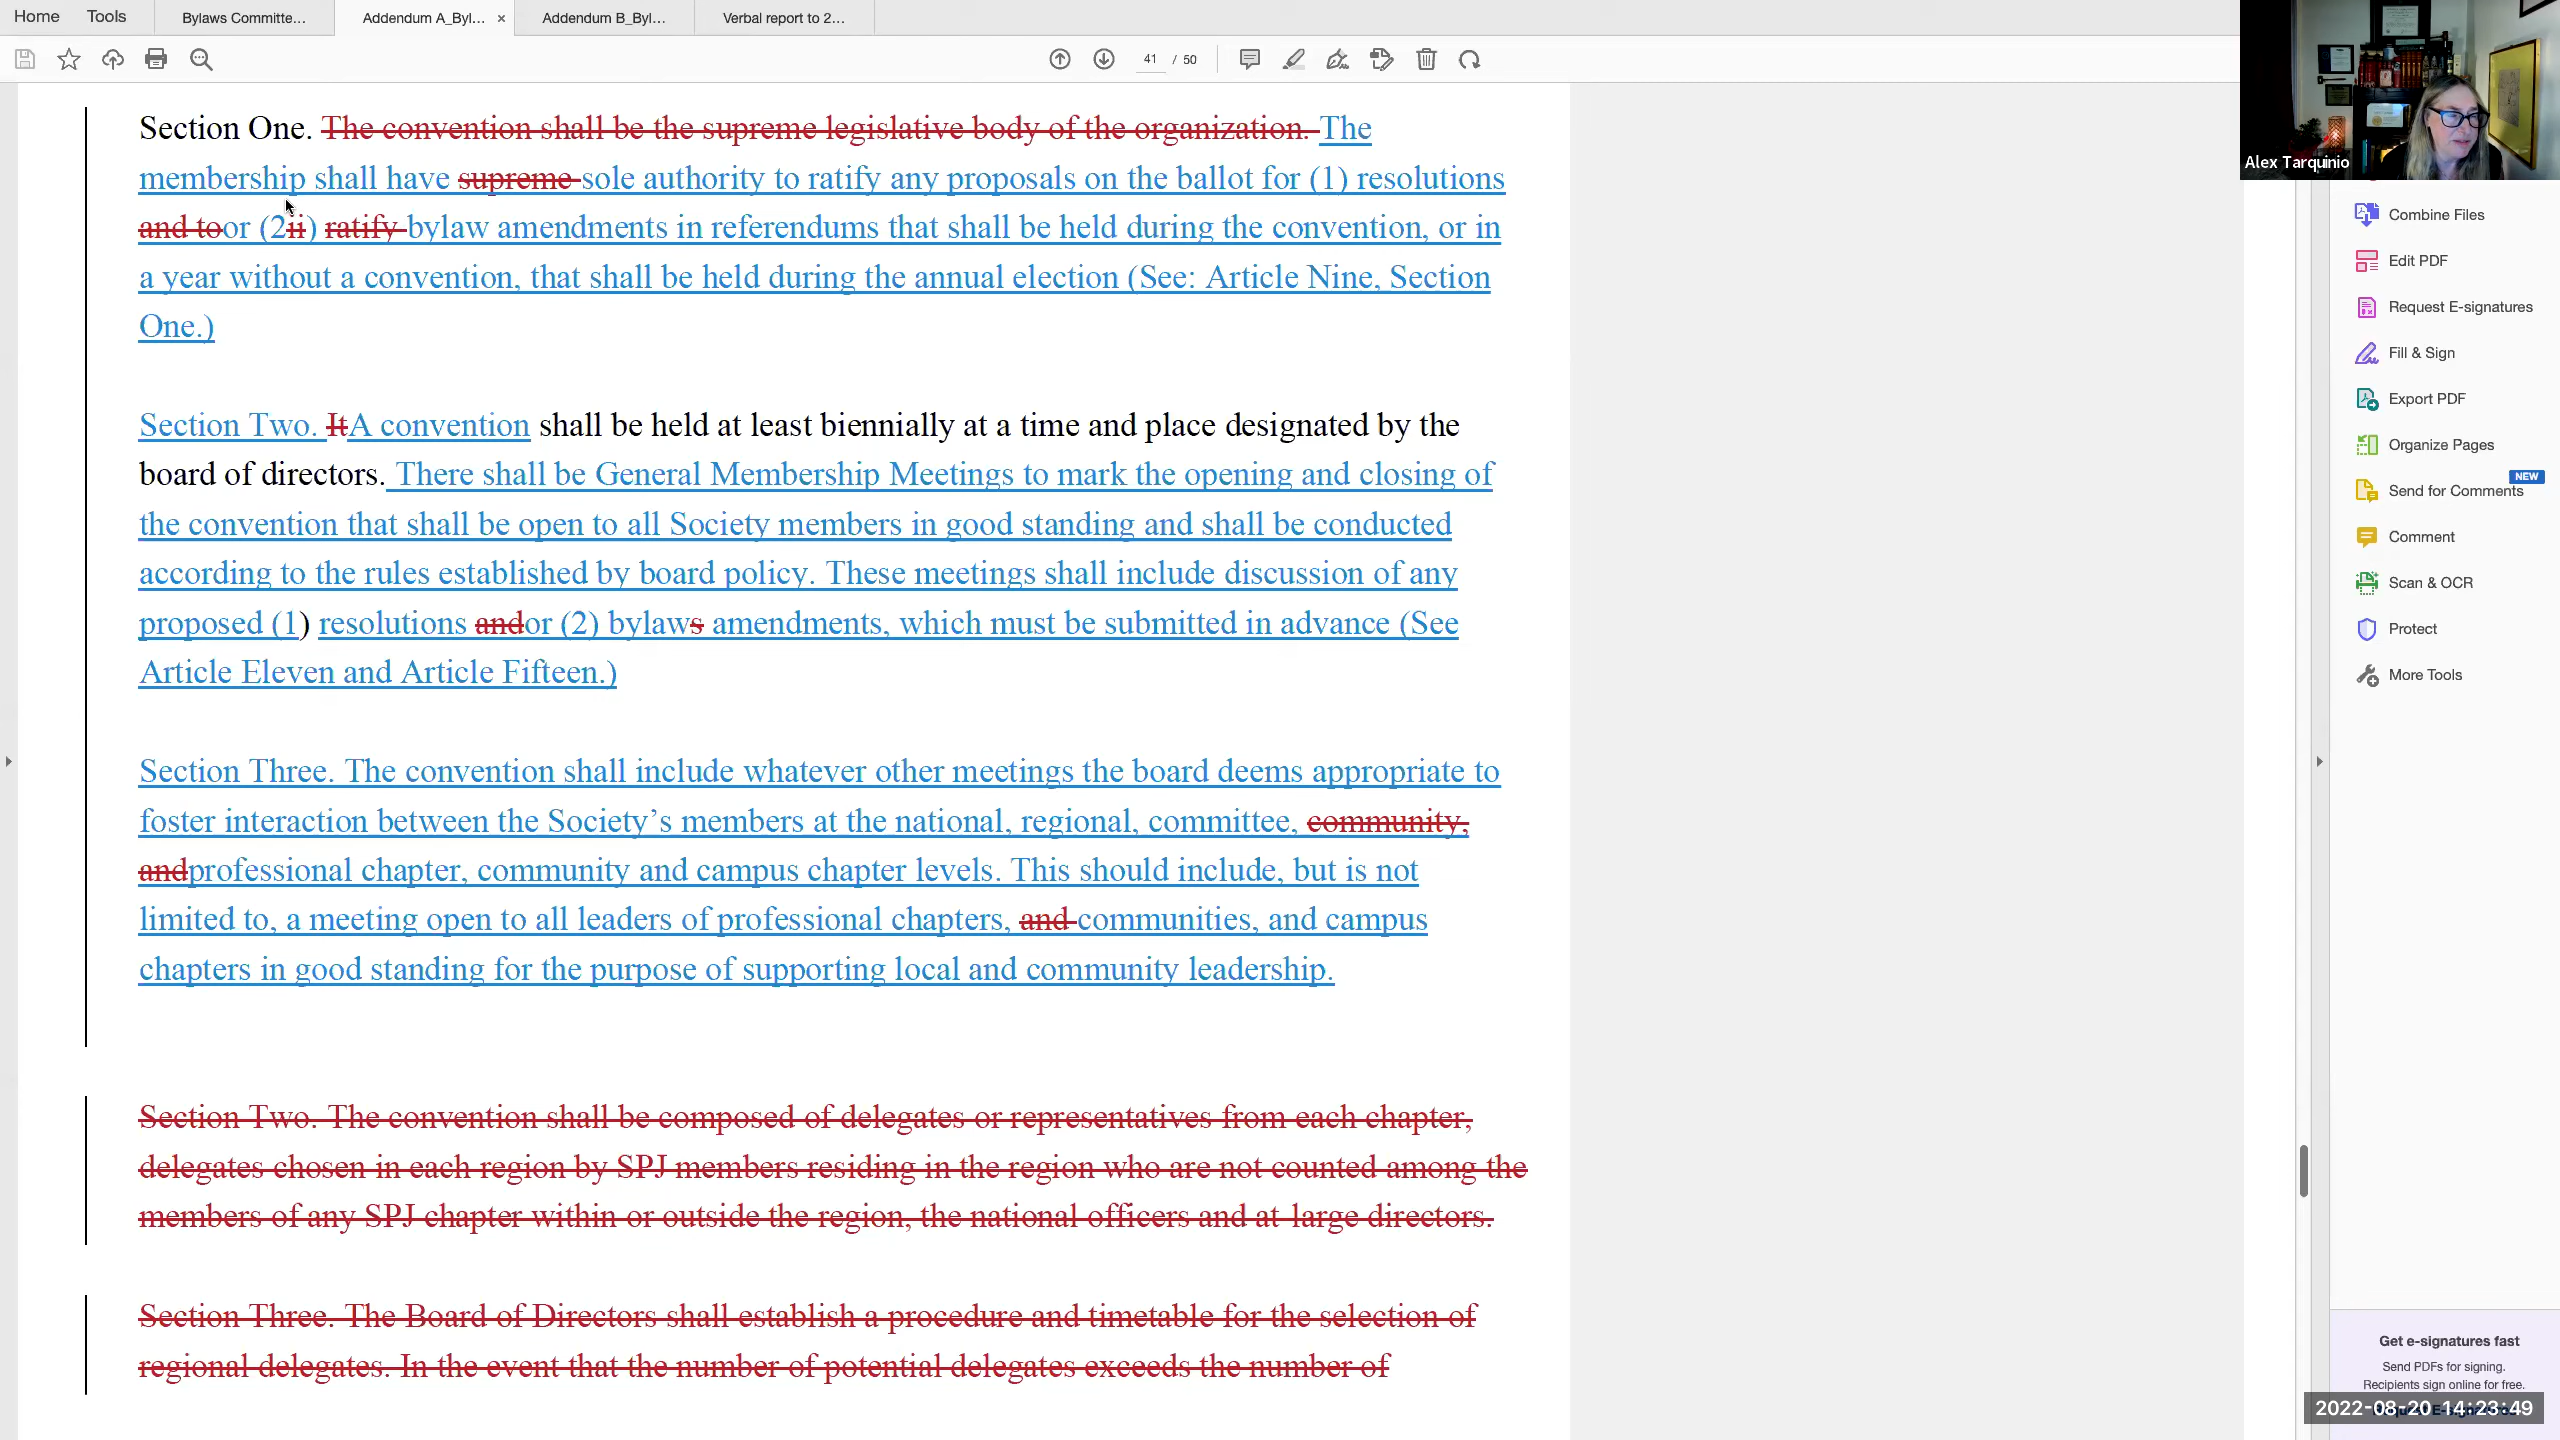 Home Tools Bylaws Committe... Addendum A_Byl... × Addendum B_Byl... Verbal report to 2...
41 / 50
Alex Tarquinio
Section One. The convention shall be the supreme legislative body of the organization. The
membership shall have supreme sole authority to ratify any proposals on the ballot for (1) resolutions
and toor (2ii) ratify bylaw amendments in referendums that shall be held during the convention, or in
a year without a convention, that shall be held during the annual election (See: Article Nine, Section
One.)
Section Two. ItA convention shall be held at least biennially at a time and place designated by the
board of directors. There shall be General Membership Meetings to mark the opening and closing of
the convention that shall be open to all Society members in good standing and shall be conducted
according to the rules established by board policy. These meetings shall include discussion of any
proposed (1) resolutions andor (2) bylaws amendments, which must be submitted in advance (See
Article Eleven and Article Fifteen.)
Section Three. The convention shall include whatever other meetings the board deems appropriate to
foster interaction between the Society’s members at the national, regional, committee, community,
andprofessional chapter, community and campus chapter levels. This should include, but is not
limited to, a meeting open to all leaders of professional chapters, and communities, and campus
chapters in good standing for the purpose of supporting local and community leadership.
Section Two. The convention shall be composed of delegates or representatives from each chapter,
delegates chosen in each region by SPJ members residing in the region who are not counted among the
members of any SPJ chapter within or outside the region, the national officers and at-large directors.
Section Three. The Board of Directors shall establish a procedure and timetable for the selection of
regional delegates. In the event that the number of potential delegates exceeds the number of
Combine Files
Edit PDF
Request E-signatures
Fill & Sign
Export PDF
Organize Pages
NEW
Send for Comments
Comment
Scan & OCR
Protect
More Tools
Get e-signatures fast
Send PDFs for signing.
Recipients sign online for free.
2022-08-20 14:23:49